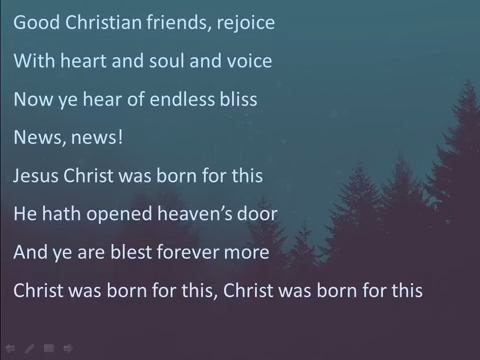 Good Christian friends, rejoice
With heart and soul and voice
Now ye hear of endless bliss
News, news!
Jesus Christ was born for this
He hath opened heaven’s door
And ye are blest forever more
Christ was born for this, Christ was born for this